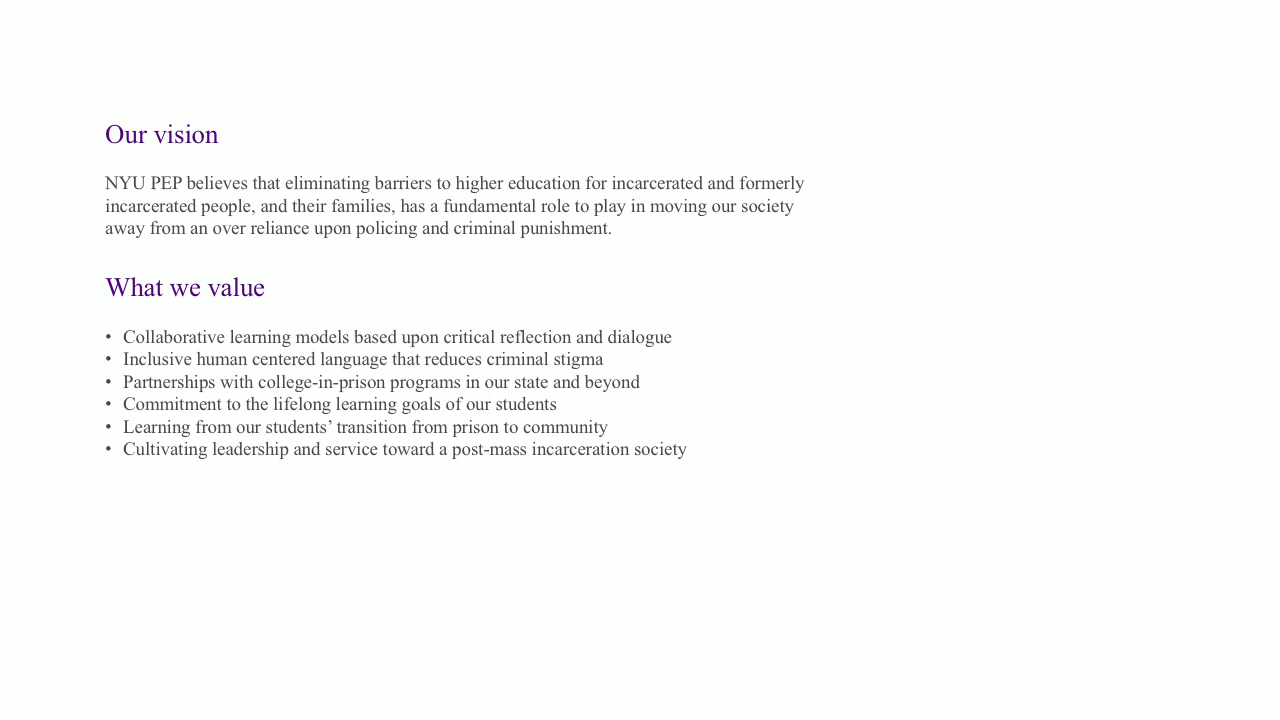 Our vision
NYU PEP believes that eliminating barriers to higher education for incarcerated and formerly
incarcerated people, and their families, has a fundamental role to play in moving our society
away from an over reliance upon policing and criminal punishment.
What we value
• Collaborative learning models based upon critical reflection and dialogue
• Inclusive human centered language that reduces criminal stigma
• Partnerships with college-in-prison programs in our state and beyond
• Commitment to the lifelong learning goals of our students
• Learning from our students’ transition from prison to community
• Cultivating leadership and service toward a post-mass incarceration society